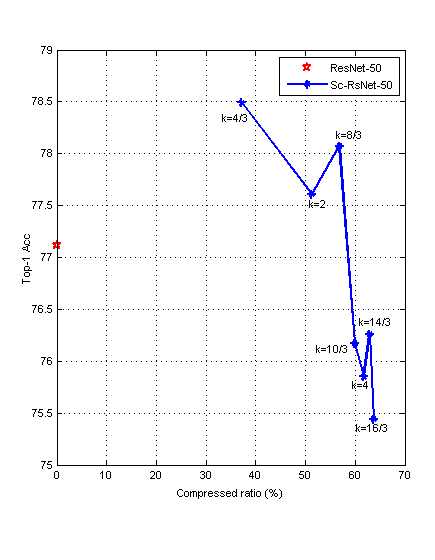 79
78.5
78
77.5
77
76.5
76
75.5
75
Top-1 Acc
ResNet-50
Sc-RsNet-50
k=4/3
k=8/3
k=2
k=14/3
k=10/3
k=4
k=16/3
0
10
20
30
40
50
60
70
Compressed ratio (%)